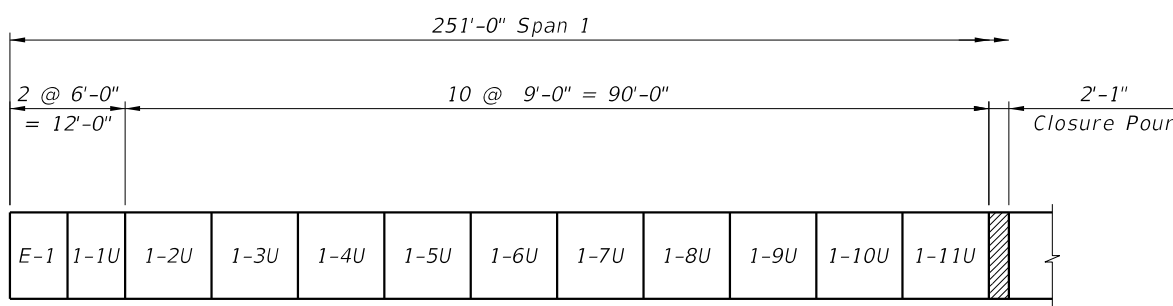 251'-0" Span 1
2 @ 6'-0"
= 12'-0"
10 @ 9'-0" = 90'-0"
2'-1"
Closure Pour
E-1 1-1U 1-2U 1-3U 1-4U 1-5U 1-6U 1-7U 1-8U 1-9U 1-10U 1-11U